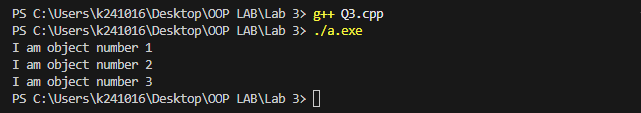 PS C:\Users\k241016\Desktop\OOP LAB\Lab 3> g++ Q3.cpp
PS C:\Users\k241016\Desktop\OOP LAB\Lab 3> ./a.exe
I am object number 1
I am object number 2
I am object number 3
PS C:\Users\k241016\Desktop\OOP LAB\Lab 3>